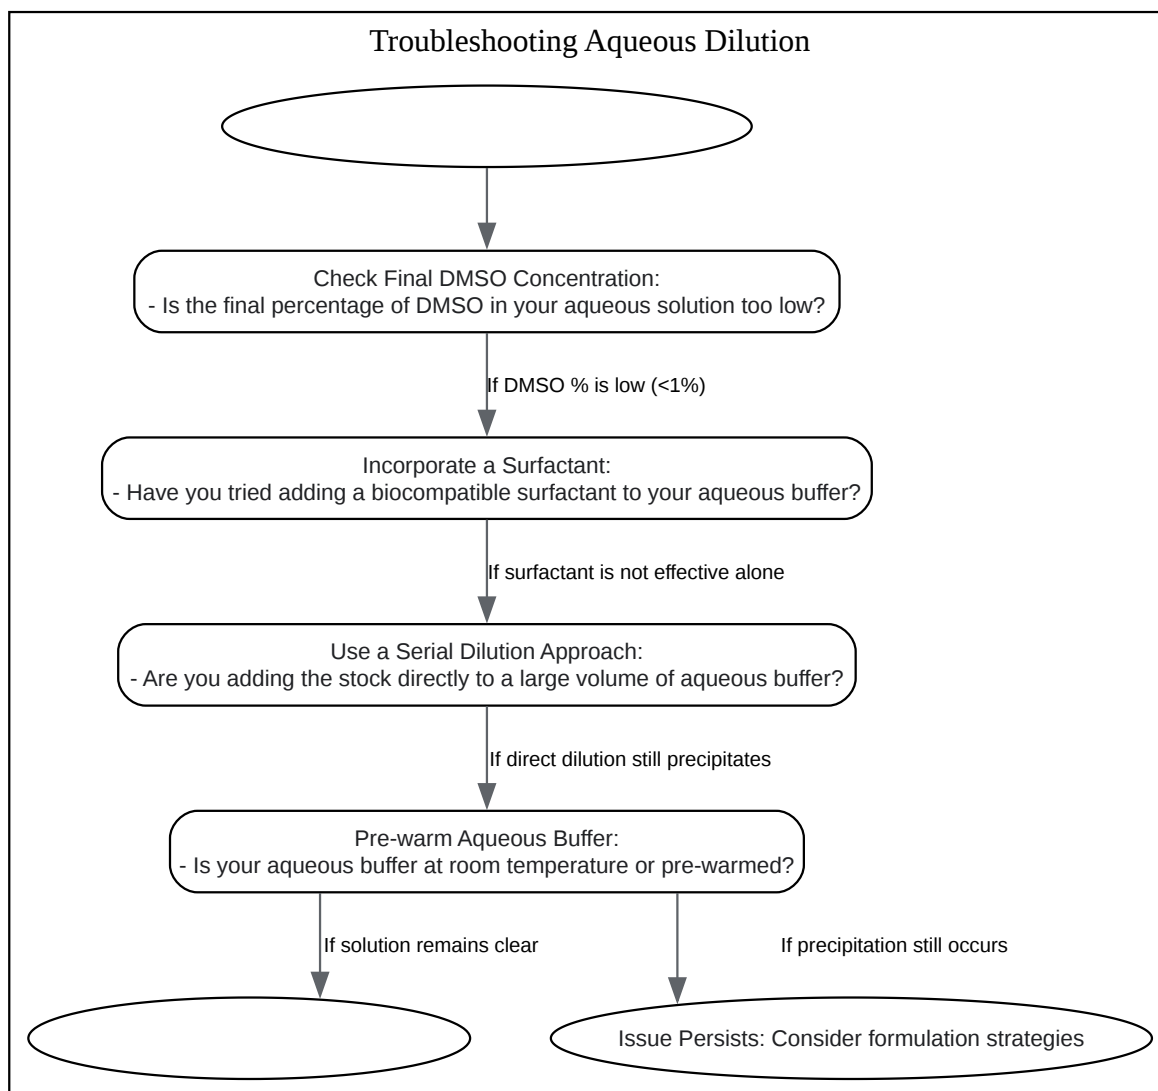 Troubleshooting Aqueous Dilution
Check Final DMSO Concentration:
- Is the final percentage of DMSO in your aqueous solution too low?
If DMSO % is low (<1%)
Incorporate a Surfactant:
- Have you tried adding a biocompatible surfactant to your aqueous buffer?
If surfactant is not effective alone
Use a Serial Dilution Approach:
- Are you adding the stock directly to a large volume of aqueous buffer?
If direct dilution still precipitates
Pre-warm Aqueous Buffer:
- Is your aqueous buffer at room temperature or pre-warmed?
If solution remains clear
If precipitation still occurs
Issue Persists: Consider formulation strategies